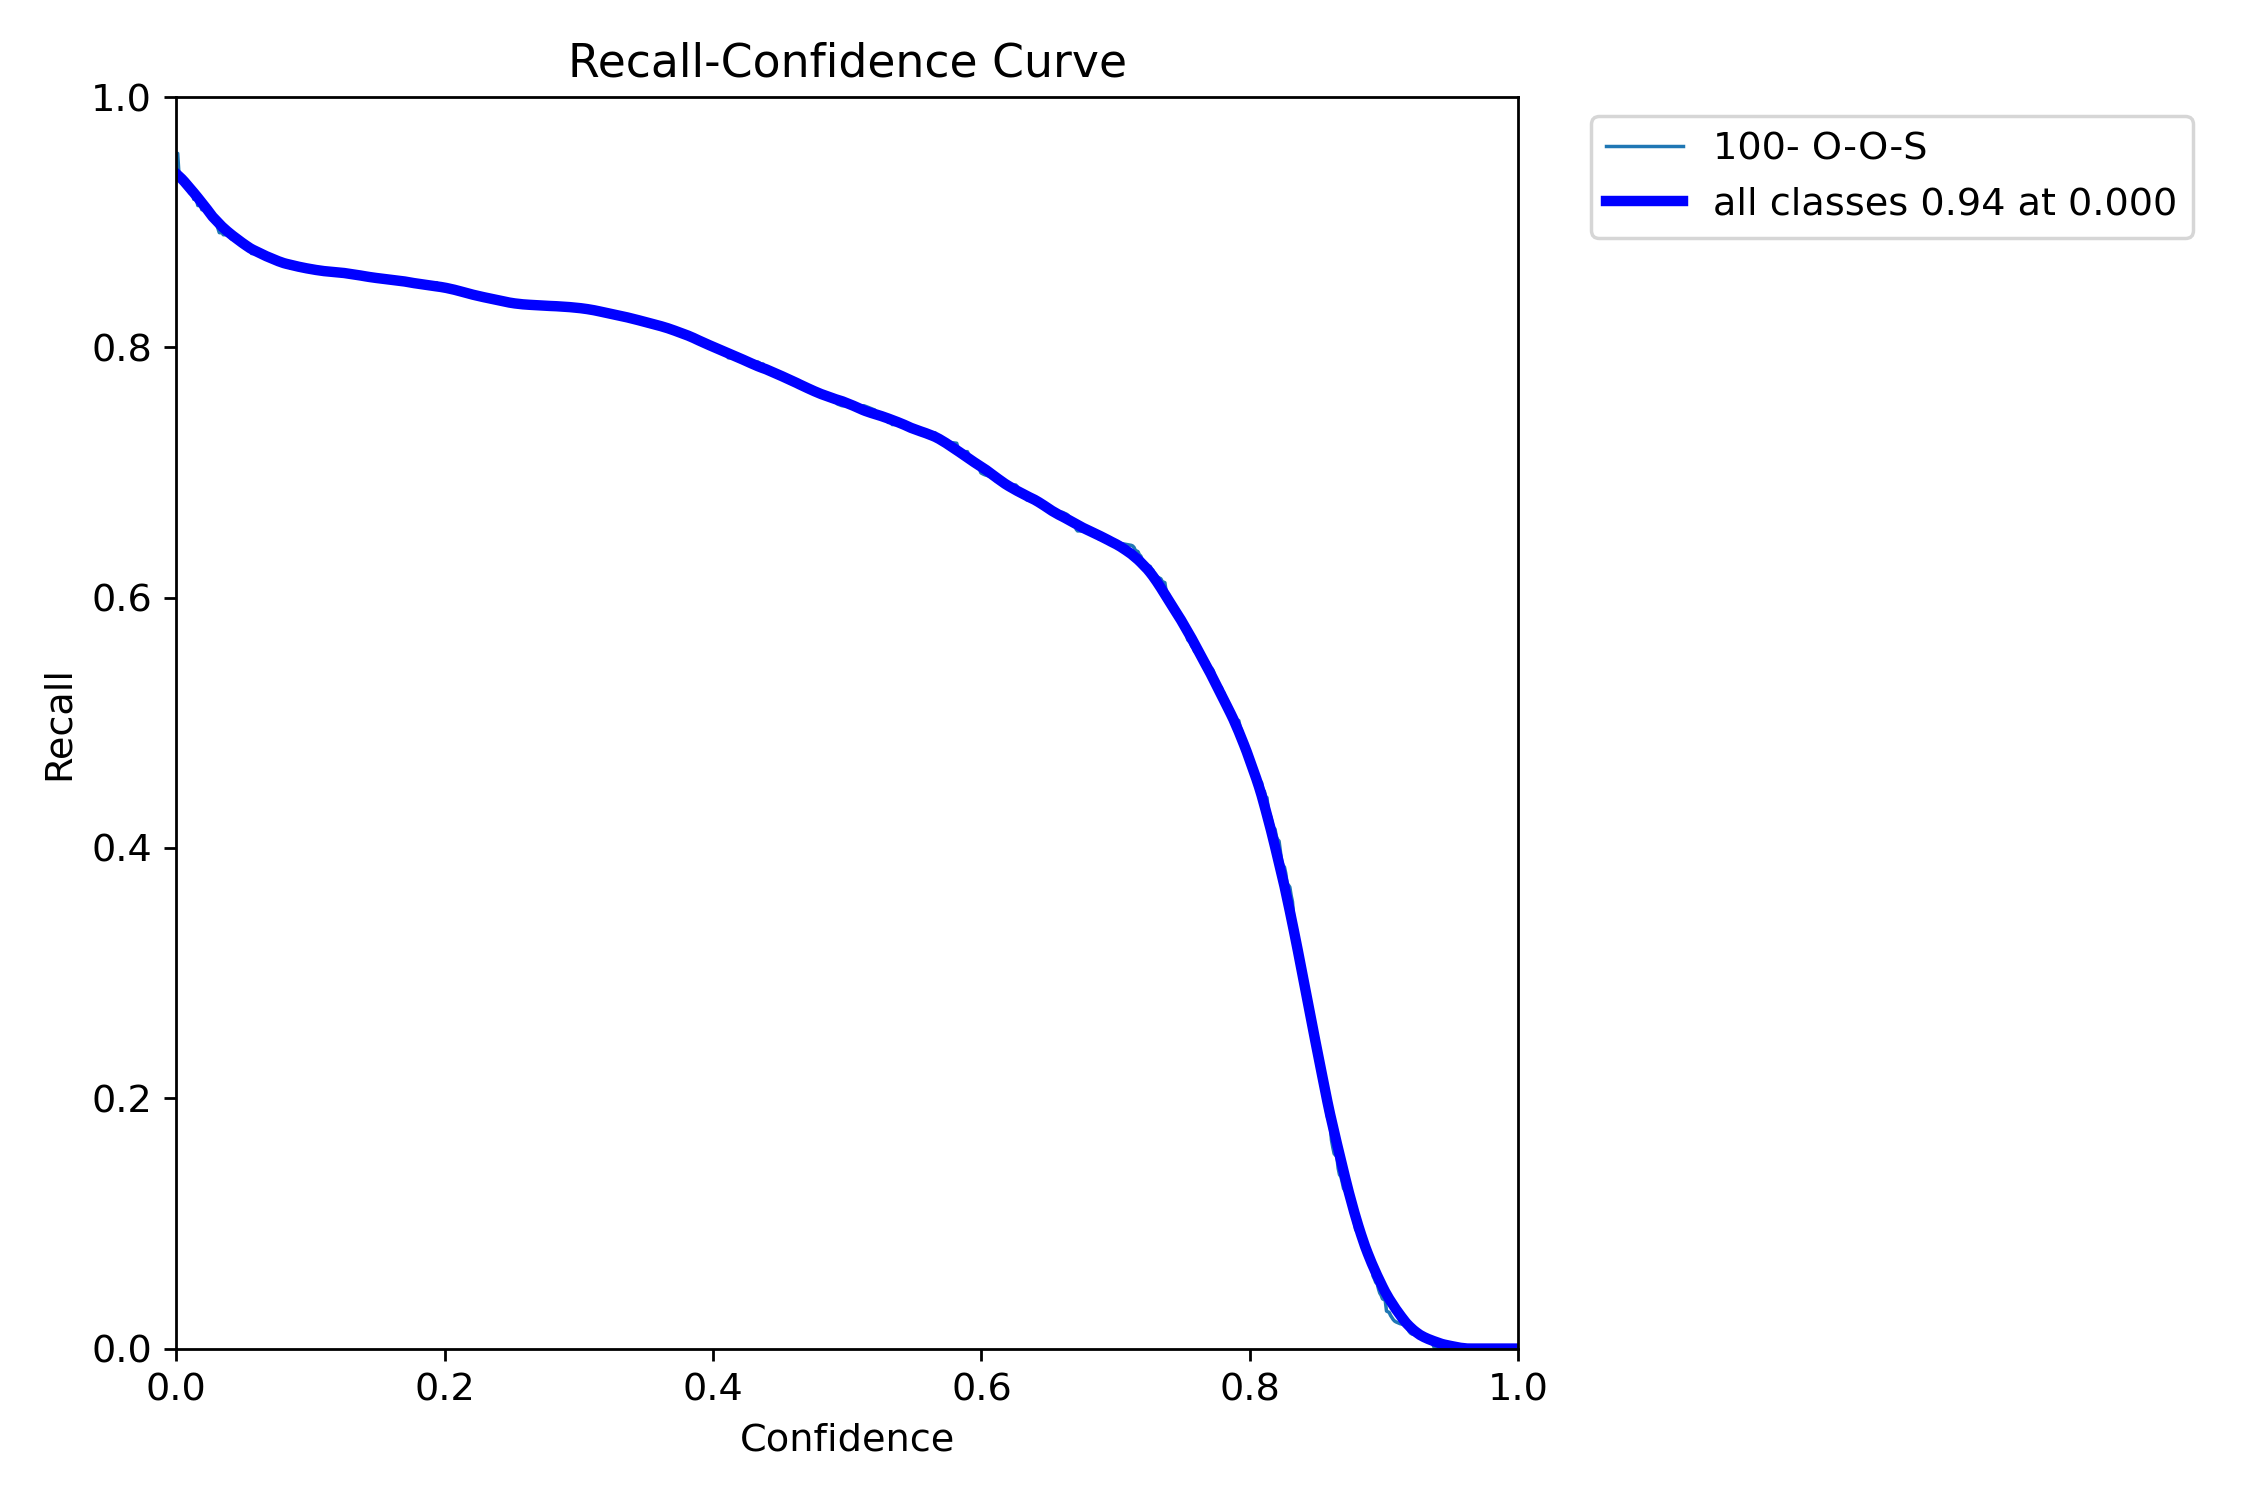 Recall-Confidence Curve
1.0
0.8
0.6
0.4
0.2
0.0
Recall
0.0 0.2 0.4 0.6 0.8 1.0
Confidence
100- O-O-S
all classes 0.94 at 0.000